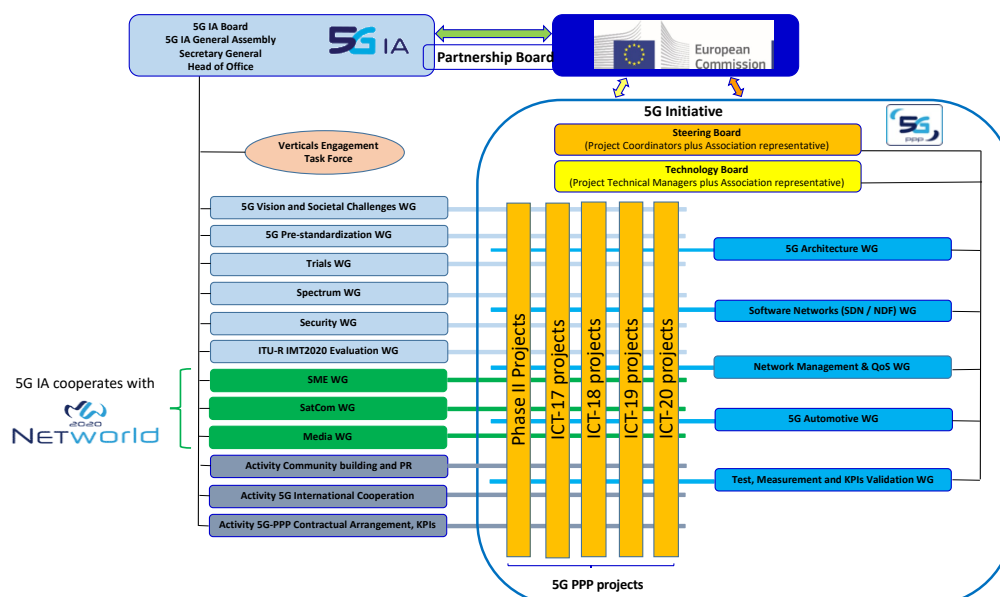 5G IA Board
5G IA General Assembly
Secretary General
Head of Office
5G IA
Partnership Board
European
Commission
5G Initiative
5G
PPP
Steering Board
(Project Coordinators plus Association representative)
Technology Board
(Project Technical Managers plus Association representative)
Verticals Engagement
Task Force
5G Vision and Societal Challenges WG
5G Pre-standardization WG
Trials WG
Spectrum WG
Security WG
ITU-R IMT2020 Evaluation WG
SME WG
SatCom WG
Media WG
Activity Community building and PR
Activity 5G International Cooperation
Activity 5G-PPP Contractual Arrangement, KPIs
5G IA cooperates with
2020
NETWORLD
Phase II Projects
ICT-17 projects
ICT-18 projects
ICT-19 projects
ICT-20 projects
5G Architecture WG
Software Networks (SDN / NDF) WG
Network Management & QoS WG
5G Automotive WG
Test, Measurement and KPIs Validation WG
5G PPP projects